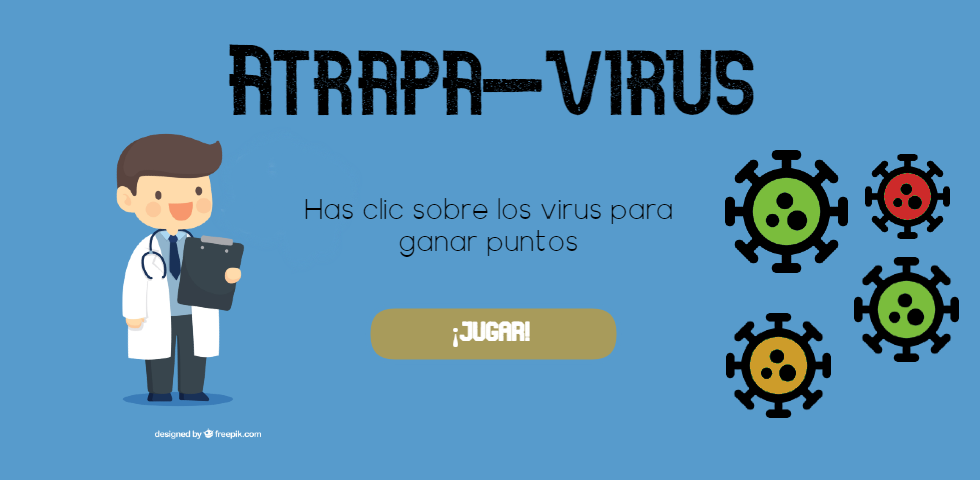 Atrapa-virus
Has clic sobre los virus para
ganar puntos
¡JUGAR!
designed by freepik.com